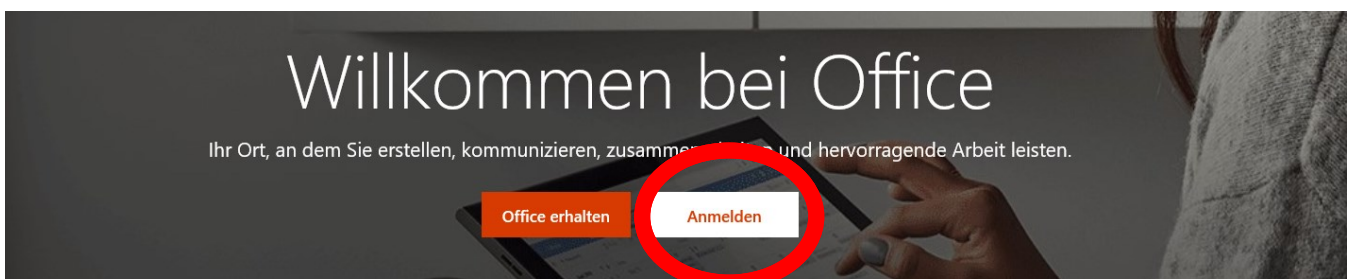 Willkommen bei Office
Ihr Ort, an dem Sie erstellen, kommunizieren, und hervorragende Arbeit leisten.
Office erhalten
Anmelden